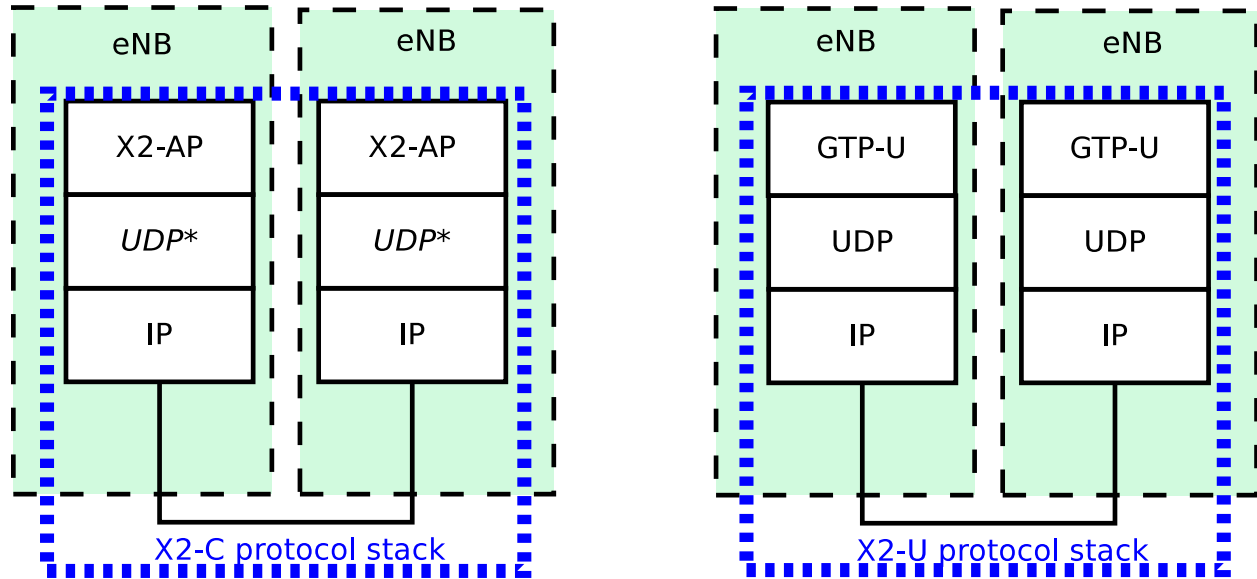 eNB
eNB
X2-AP
X2-AP
UDP*
UDP*
IP
IP
X2-C protocol stack
eNB
eNB
GTP-U
GTP-U
UDP
UDP
IP
IP
X2-U protocol stack